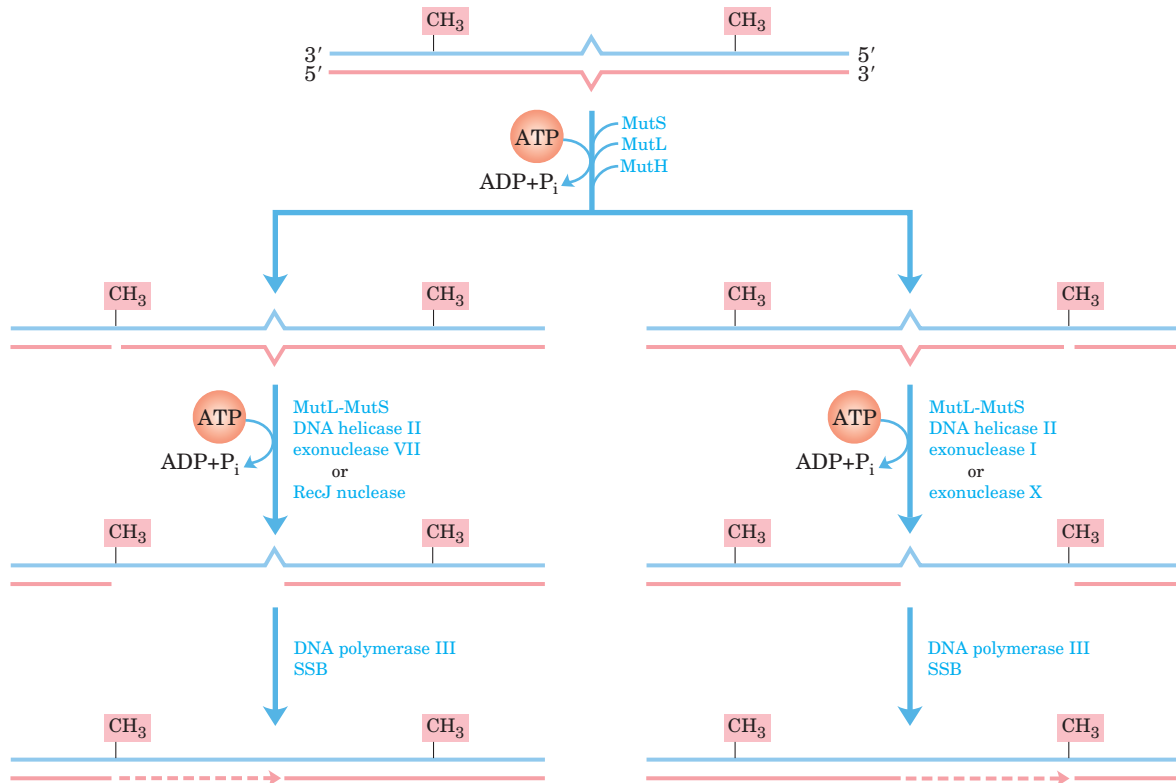 CH₃ CH₃
3′ 5′
5′ 3′
ATP
MutS
MutL
MutH
ADP+Pᵢ
CH₃ CH₃
CH₃ CH₃
ATP
MutL-MutS
DNA helicase II
exonuclease VII
or
RecJ nuclease
ADP+Pᵢ
ATP
MutL-MutS
DNA helicase II
exonuclease I
or
exonuclease X
ADP+Pᵢ
CH₃ CH₃
CH₃ CH₃
DNA polymerase III
SSB
DNA polymerase III
SSB
CH₃ CH₃
CH₃ CH₃